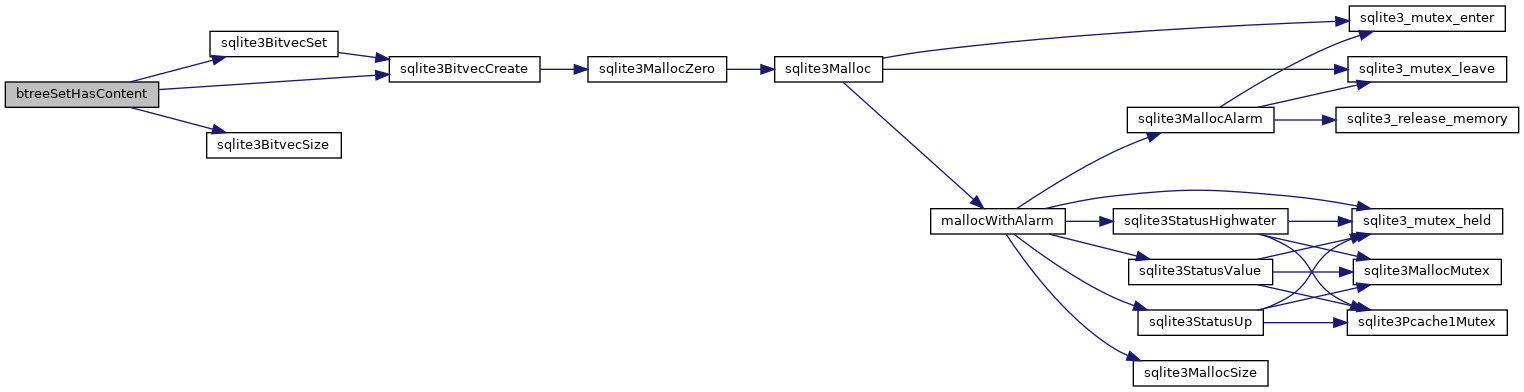 btreeSetHasContent
sqlite3BitvecSet
sqlite3BitvecSize
sqlite3BitvecCreate
sqlite3MallocZero
sqlite3Malloc
mallocWithAlarm
sqlite3MallocAlarm
sqlite3StatusHighwater
sqlite3StatusValue
sqlite3StatusUp
sqlite3MallocSize
sqlite3_mutex_enter
sqlite3_mutex_leave
sqlite3_release_memory
sqlite3_mutex_held
sqlite3MallocMutex
sqlite3Pcache1Mutex